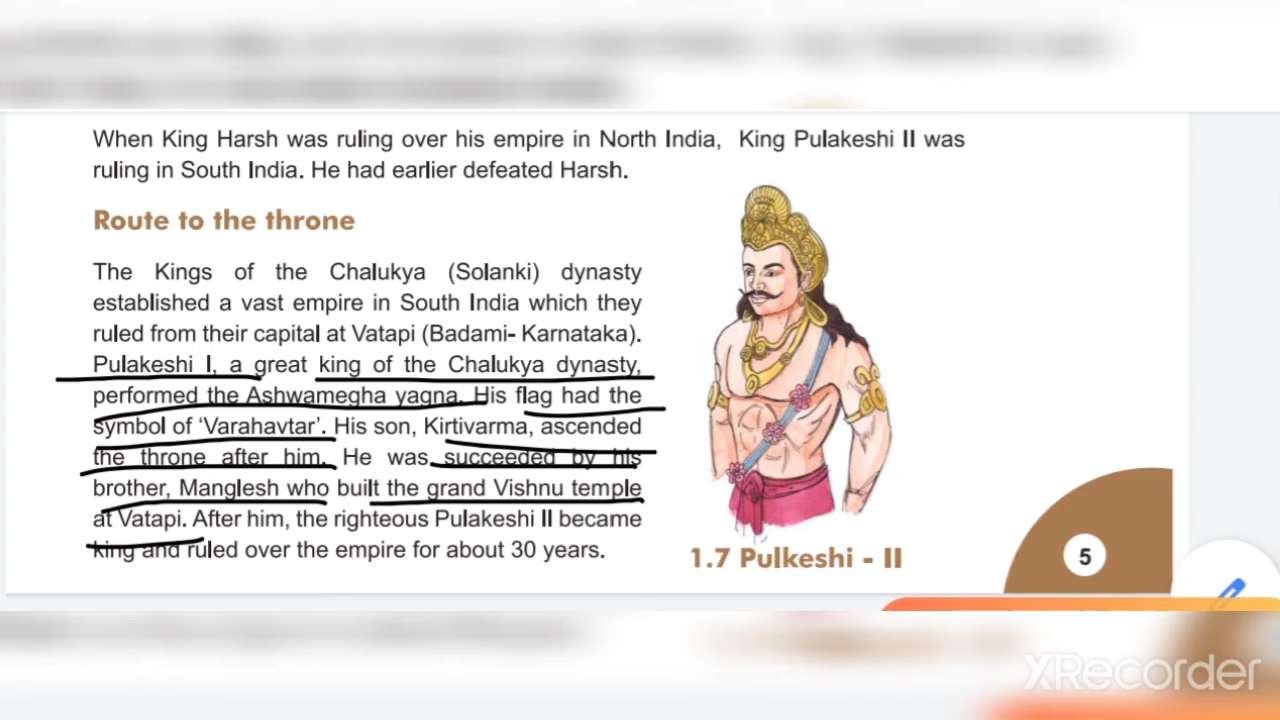 When King Harsh was ruling over his empire in North India, King Pulakeshi II was
ruling in South India. He had earlier defeated Harsh.
Route to the throne
The Kings of the Chalukya (Solanki) dynasty
established a vast empire in South India which they
ruled from their capital at Vatapi (Badami- Karnataka).
Pulakeshi I, a great king of the Chalukya dynasty,
performed the Ashwamegha yagna. His flag had the
symbol of ‘Varahavtar’. His son, Kirtivarma, ascended
the throne after him. He was succeeded by his
brother, Manglesh who built the grand Vishnu temple
at Vatapi. After him, the righteous Pulakeshi II became
king and ruled over the empire for about 30 years.
1.7 Pulkeshi - II
5
XRecorder